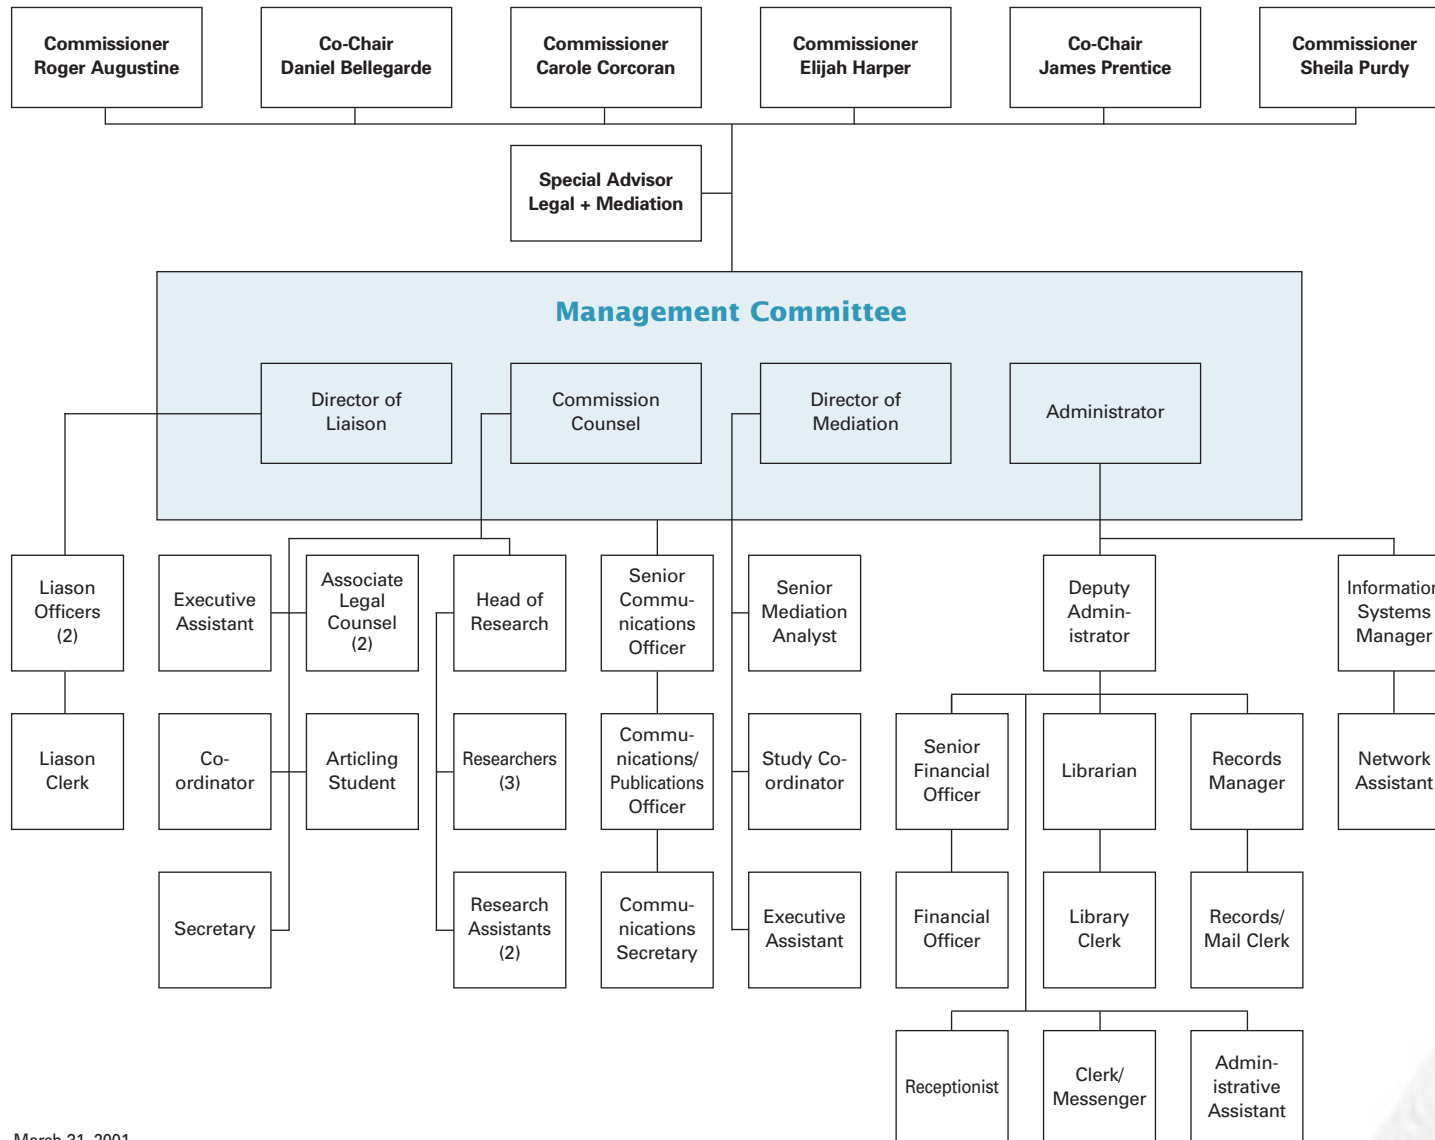 Commissioner
Roger Augustine
Co-Chair
Daniel Bellegarde
Commissioner
Carole Corcoran
Commissioner
Elijah Harper
Co-Chair
James Prentice
Commissioner
Sheila Purdy
Special Advisor
Legal + Mediation
Management Committee
Director of
Liaison
Commission
Counsel
Director of
Mediation
Administrator
Liason
Officers
(2)
Executive
Assistant
Associate
Legal
Counsel
(2)
Head of
Research
Senior
Commu-
nications
Officer
Senior
Mediation
Analyst
Deputy
Admin-
istrator
Information
Systems
Manager
Liason
Clerk
Co-
ordinator
Articling
Student
Researchers
(3)
Commu-
nications/
Publications
Officer
Study Co-
ordinator
Senior
Financial
Officer
Librarian
Records
Manager
Network
Assistant
Secretary
Research
Assistants
(2)
Commu-
nications
Secretary
Executive
Assistant
Financial
Officer
Library
Clerk
Records/
Mail Clerk
Receptionist
Clerk/
Messenger
Admin-
istrative
Assistant
March 31, 2001